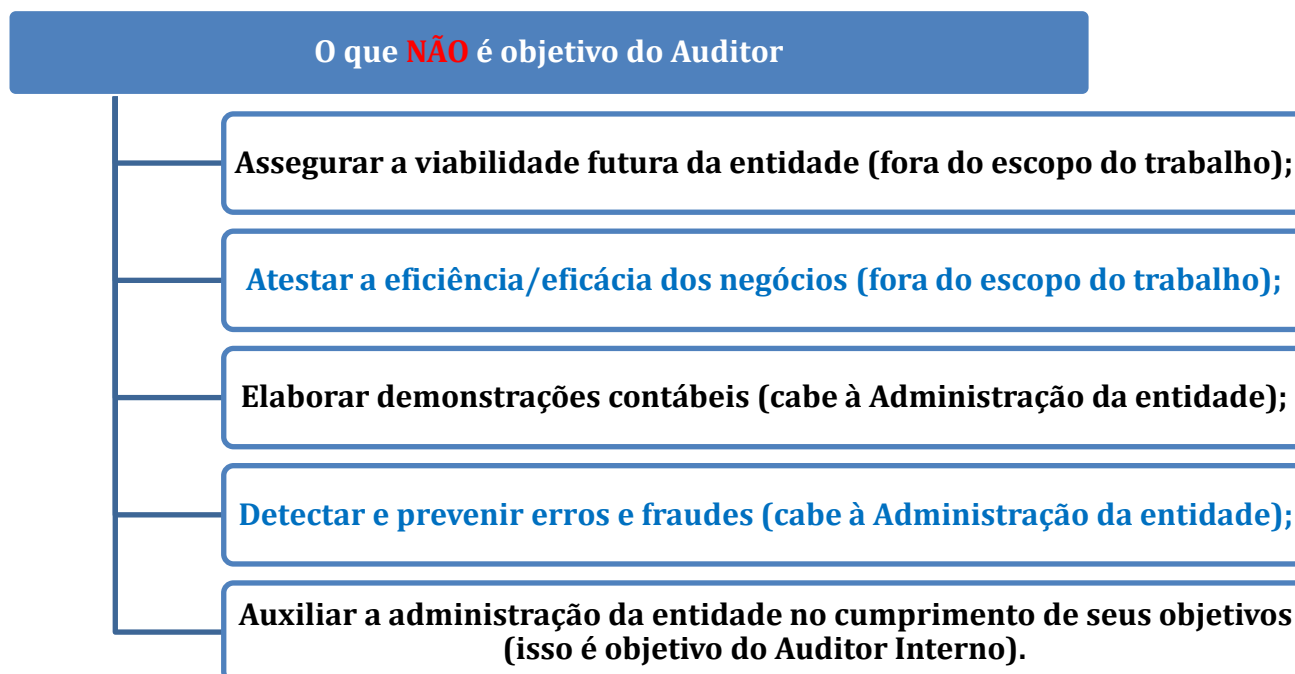 O que NÃO é objetivo do Auditor
Assegurar a viabilidade futura da entidade (fora do escopo do trabalho);
Atestar a eficiência/eficácia dos negócios (fora do escopo do trabalho);
Elaborar demonstrações contábeis (cabe à Administração da entidade);
Detectar e prevenir erros e fraudes (cabe à Administração da entidade);
Auxiliar a administração da entidade no cumprimento de seus objetivos
(isso é objetivo do Auditor Interno).